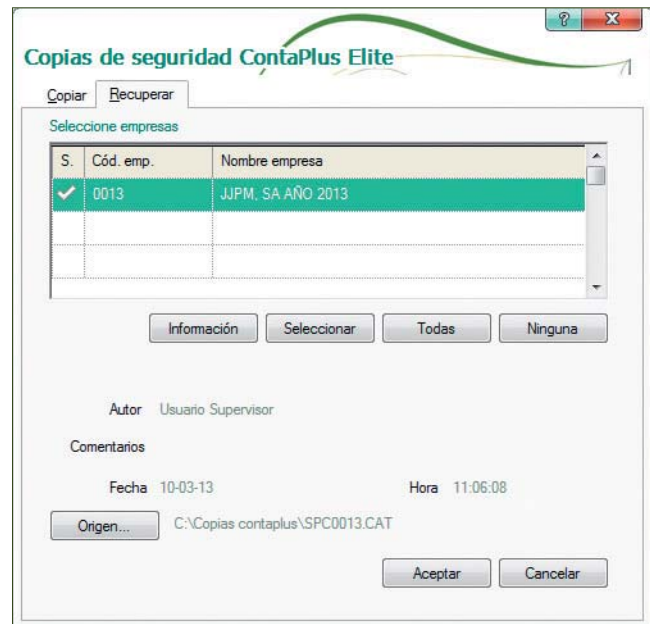 Copias de seguridad ContaPlus Elite
Copiar Recuperar
Seleccione empresas
S. Cód. emp. Nombre empresa
0013 JJPM, SA AÑO 2013
Información Seleccionar Todas Ninguna
Autor Usuario Supervisor
Comentarios
Fecha 10-03-13 Hora 11:06:08
Origen... C:\Copias contaplus\SPC0013.CAT
Aceptar Cancelar